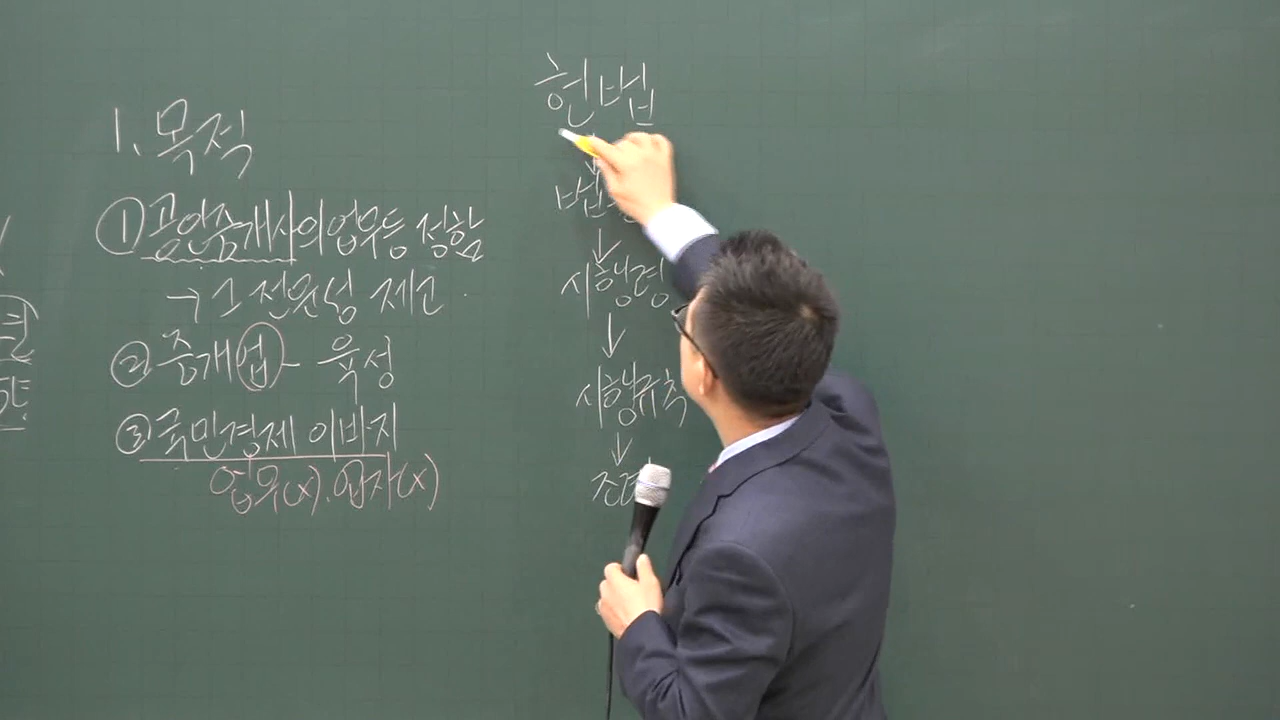 1. 목적
① 공인중개사의 업무등 정함
→ 그 전문성 제고
② 중개업 - 육성
③ 국민경제 이바지
업무(x). 업자(x)
헌법
↓
↓
시행령
↓
시행규칙
↓